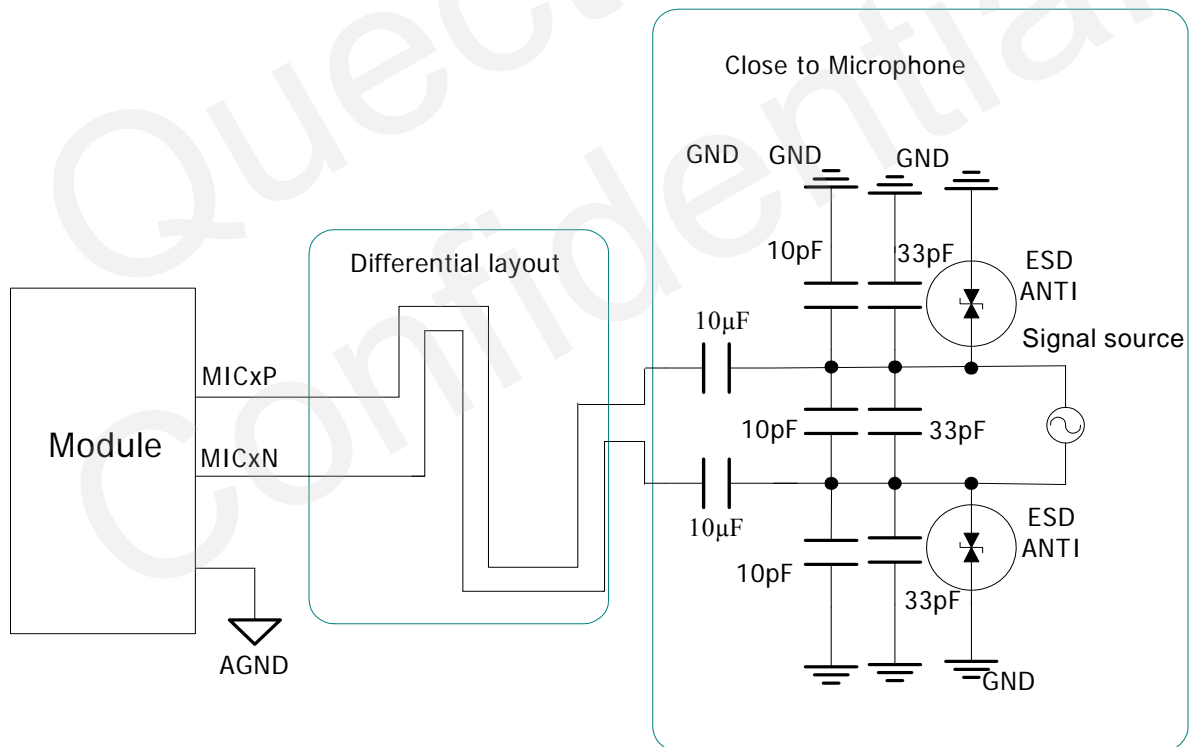 Quectel
Confidential
Close to Microphone
GND GND GND
10pF 33pF ESD
ANTI
Differential layout
10µF
Signal source
MICxP
Module
MICxN
10pF 33pF
10µF
ESD
ANTI
10pF
33pF
AGND
GND